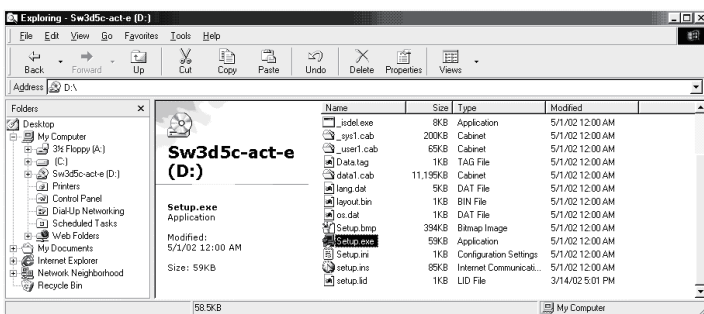 Exploring - Sw3d5c-act-e (D:)
File Edit View Go Favorites Tools Help
Back Forward Up Cut Copy Paste Undo Delete Properties Views
Address D:\
Folders
Desktop
My Computer
3½ Floppy (A:)
(C:)
Sw3d5c-act-e (D:)
Printers
Control Panel
Dial-Up Networking
Scheduled Tasks
Web Folders
My Documents
Internet Explorer
Network Neighborhood
Recycle Bin
Sw3d5c-act-e
(D:)
Setup.exe
Application
Modified:
5/1/02 12:00 AM
Size: 59KB
Name Size Type Modified
_isdel.exe 8KB Application 5/1/02 12:00 AM
_sys1.cab 200KB Cabinet 5/1/02 12:00 AM
_user1.cab 65KB Cabinet 5/1/02 12:00 AM
Data.tag 1KB TAG File 5/1/02 12:00 AM
data1.cab 11,195KB Cabinet 5/1/02 12:00 AM
lang.dat 5KB DAT File 5/1/02 12:00 AM
layout.bin 1KB BIN File 5/1/02 12:00 AM
os.dat 1KB DAT File 5/1/02 12:00 AM
Setup.bmp 394KB Bitmap Image 5/1/02 12:00 AM
Setup.exe 59KB Application 5/1/02 12:00 AM
Setup.ini 1KB Configuration Settings 5/1/02 12:00 AM
setup.ins 85KB Internet Communicati... 5/1/02 12:00 AM
setup.lid 1KB LID File 3/14/02 5:01 PM
58.5KB My Computer